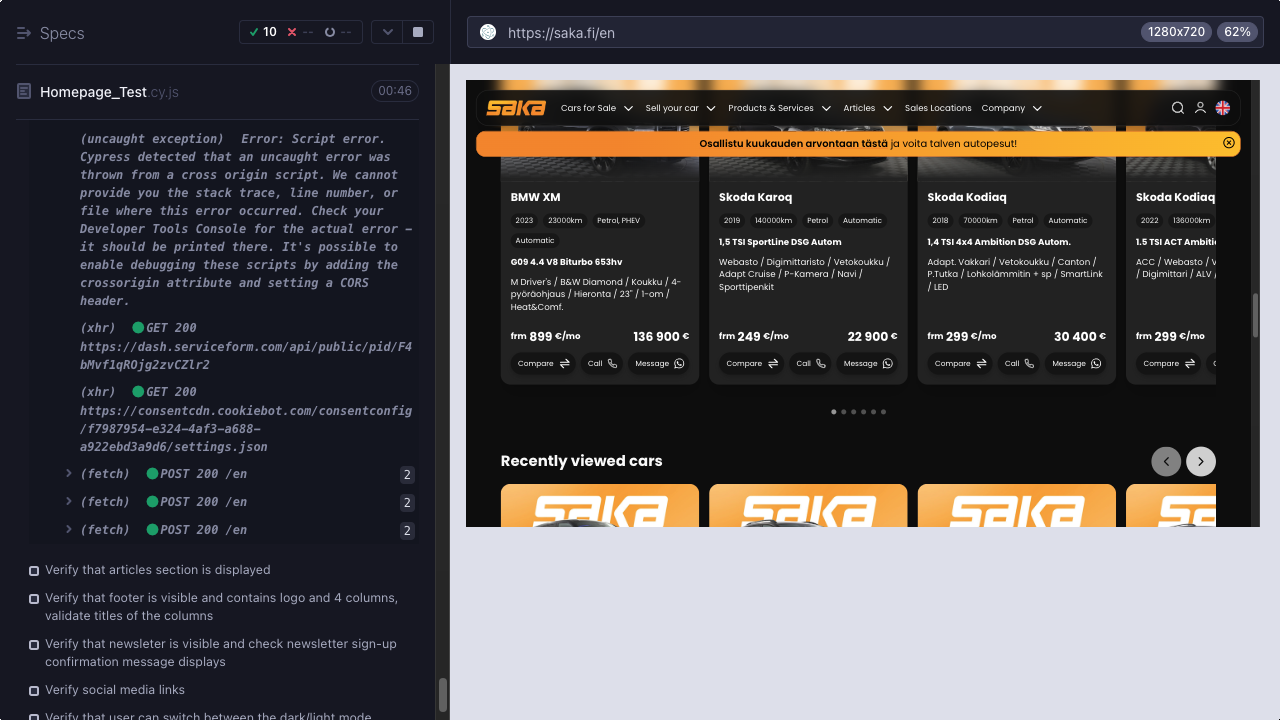 Specs
10
--
--
https://saka.fi/en
1280x720
62%
Homepage_Test.cy.js
00:46
(uncaught exception) Error: Script error.
Cypress detected that an uncaught error was
thrown from a cross origin script. We cannot
provide you the stack trace, line number, or
file where this error occurred. Check your
Developer Tools Console for the actual error –
it should be printed there. It's possible to
enable debugging these scripts by adding the
crossorigin attribute and setting a CORS
header.
(xhr) GET 200
https://dash.serviceform.com/api/public/pid/F4
bMvf1qROjg2zvCZlr2
(xhr) GET 200
https://consentcdn.cookiebot.com/consentconfig
/f7987954-e324-4af3-a688-
a922ebd3a9d6/settings.json
(fetch) POST 200 /en
2
(fetch) POST 200 /en
2
(fetch) POST 200 /en
2
Verify that articles section is displayed
Verify that footer is visible and contains logo and 4 columns,
validate titles of the columns
Verify that newsleter is visible and check newsletter sign-up
confirmation message displays
Verify social media links
Verify that user can switch between the dark/light mode
saka
Cars for Sale
Sell your car
Products & Services
Articles
Sales Locations
Company
Osallistu kuukauden arvontaan tästä ja voita talven autopesut!
BMW XM
2023
23000km
Petrol, PHEV
Automatic
G09 4.4 V8 Biturbo 653hv
M Driver's / B&W Diamond / Koukku / 4-
pyöräohjaus / Hieronta / 23" / 1-om /
Heat&Comf.
frm 899 €/mo
136 900 €
Compare
Call
Message
Skoda Karoq
2019
140000km
Petrol
Automatic
1,5 TSI SportLine DSG Autom
Webasto / Digimittaristo / Vetokoukku /
Adapt Cruise / P-Kamera / Navi /
Sporttipenkit
frm 249 €/mo
22 900 €
Compare
Call
Message
Skoda Kodiaq
2018
70000km
Petrol
Automatic
1,4 TSI 4x4 Ambition DSG Autom.
Adapt. Vakkari / Vetokoukku / Canton /
P.Tutka / Lohkolämmitin + sp / SmartLink
/ LED
frm 299 €/mo
30 400 €
Compare
Call
Message
Skoda Kodiaq
2022
136000km
1.5 TSI ACT Ambiti
ACC / Webasto / V
/ Digimittari / ALV /
frm 299 €/mo
Compare
Recently viewed cars
saka
saka
saka